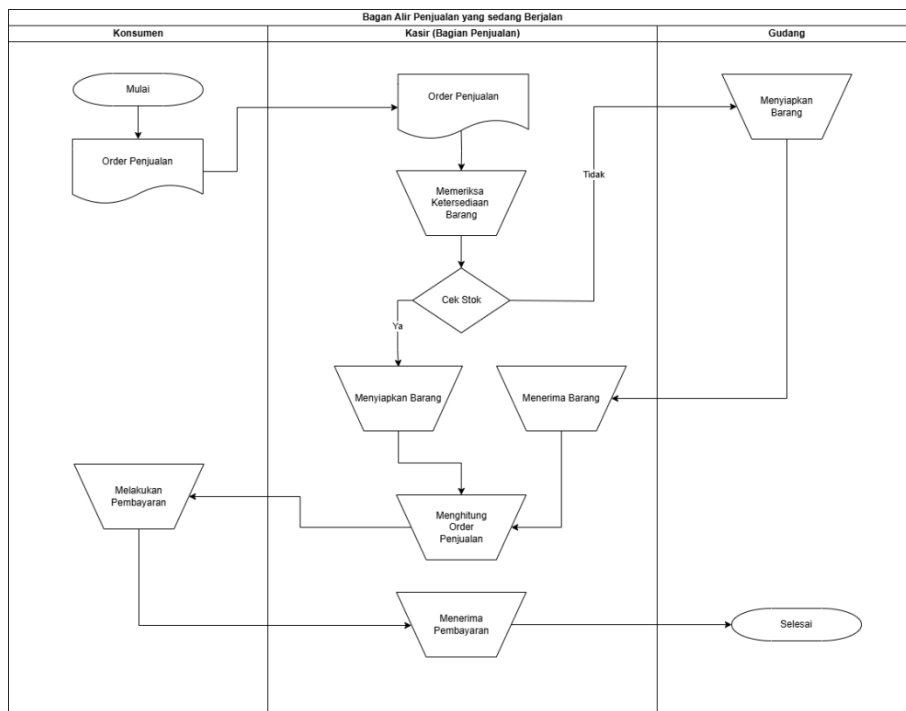 Bagan Alir Penjualan yang sedang Berjalan
Konsumen
Kasir (Bagian Penjualan)
Gudang
Mulai
Order Penjualan
Order Penjualan
Menyiapkan
Barang
Memeriksa
Ketersediaan
Barang
Tidak
Cek Stok
Ya
Menyiapkan Barang
Menerima Barang
Melakukan
Pembayaran
Menghitung
Order
Penjualan
Menerima
Pembayaran
Selesai